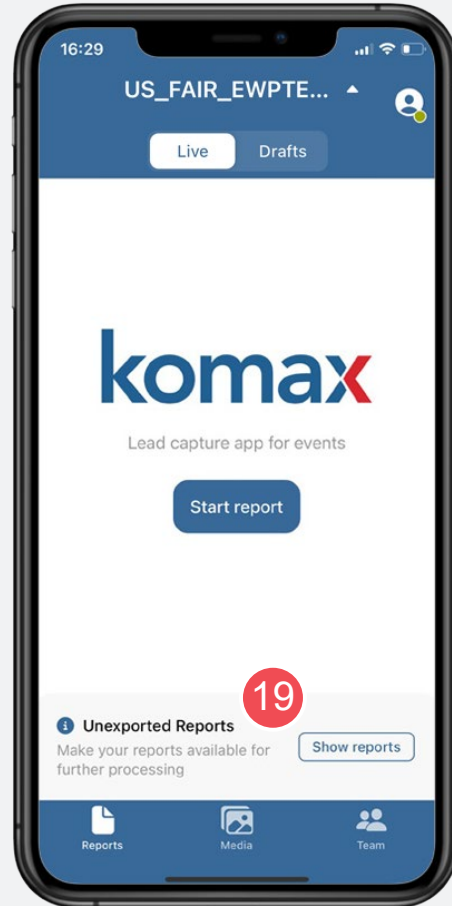 16:29
US_FAIR_EWPTE...
Live Drafts
komax
Lead capture app for events
Start report
19
Unexported Reports
Make your reports available for
further processing
Show reports
Reports Media Team